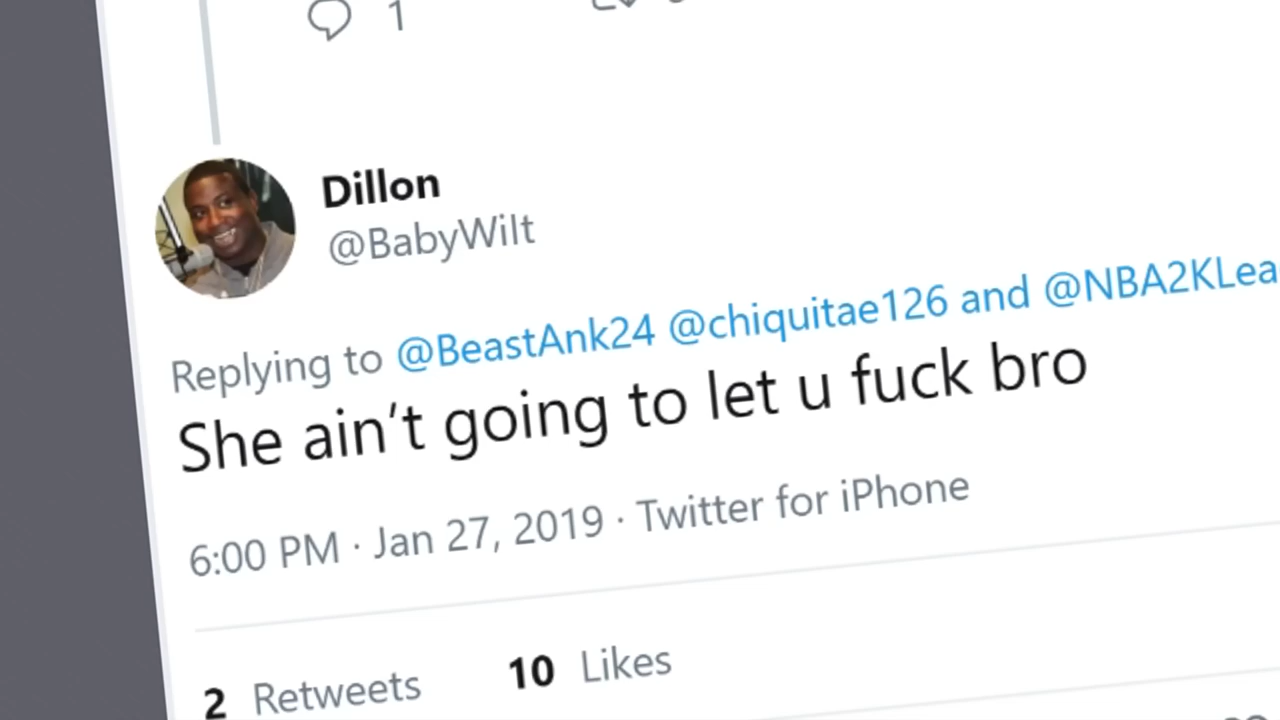 1
Dillon
@BabyWilt
Replying to @BeastAnk24 @chiquitae126 and @NBA2KLea
She ain't going to let u fuck bro
6:00 PM · Jan 27, 2019 · Twitter for iPhone
2 Retweets 10 Likes